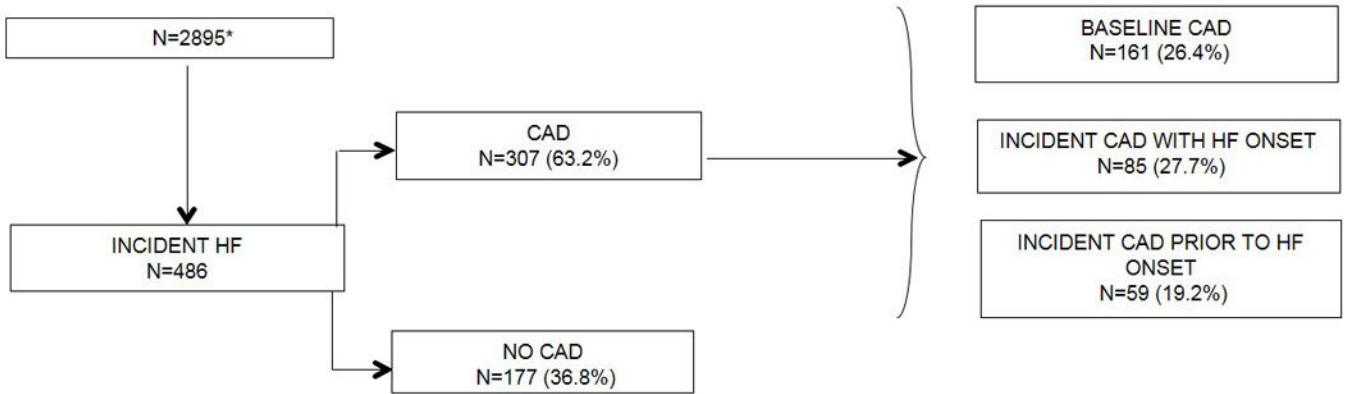 N=2895*
INCIDENT HF
N=486
CAD
N=307 (63.2%)
NO CAD
N=177 (36.8%)
BASELINE CAD
N=161 (26.4%)
INCIDENT CAD WITH HF ONSET
N=85 (27.7%)
INCIDENT CAD PRIOR TO HF
ONSET
N=59 (19.2%)